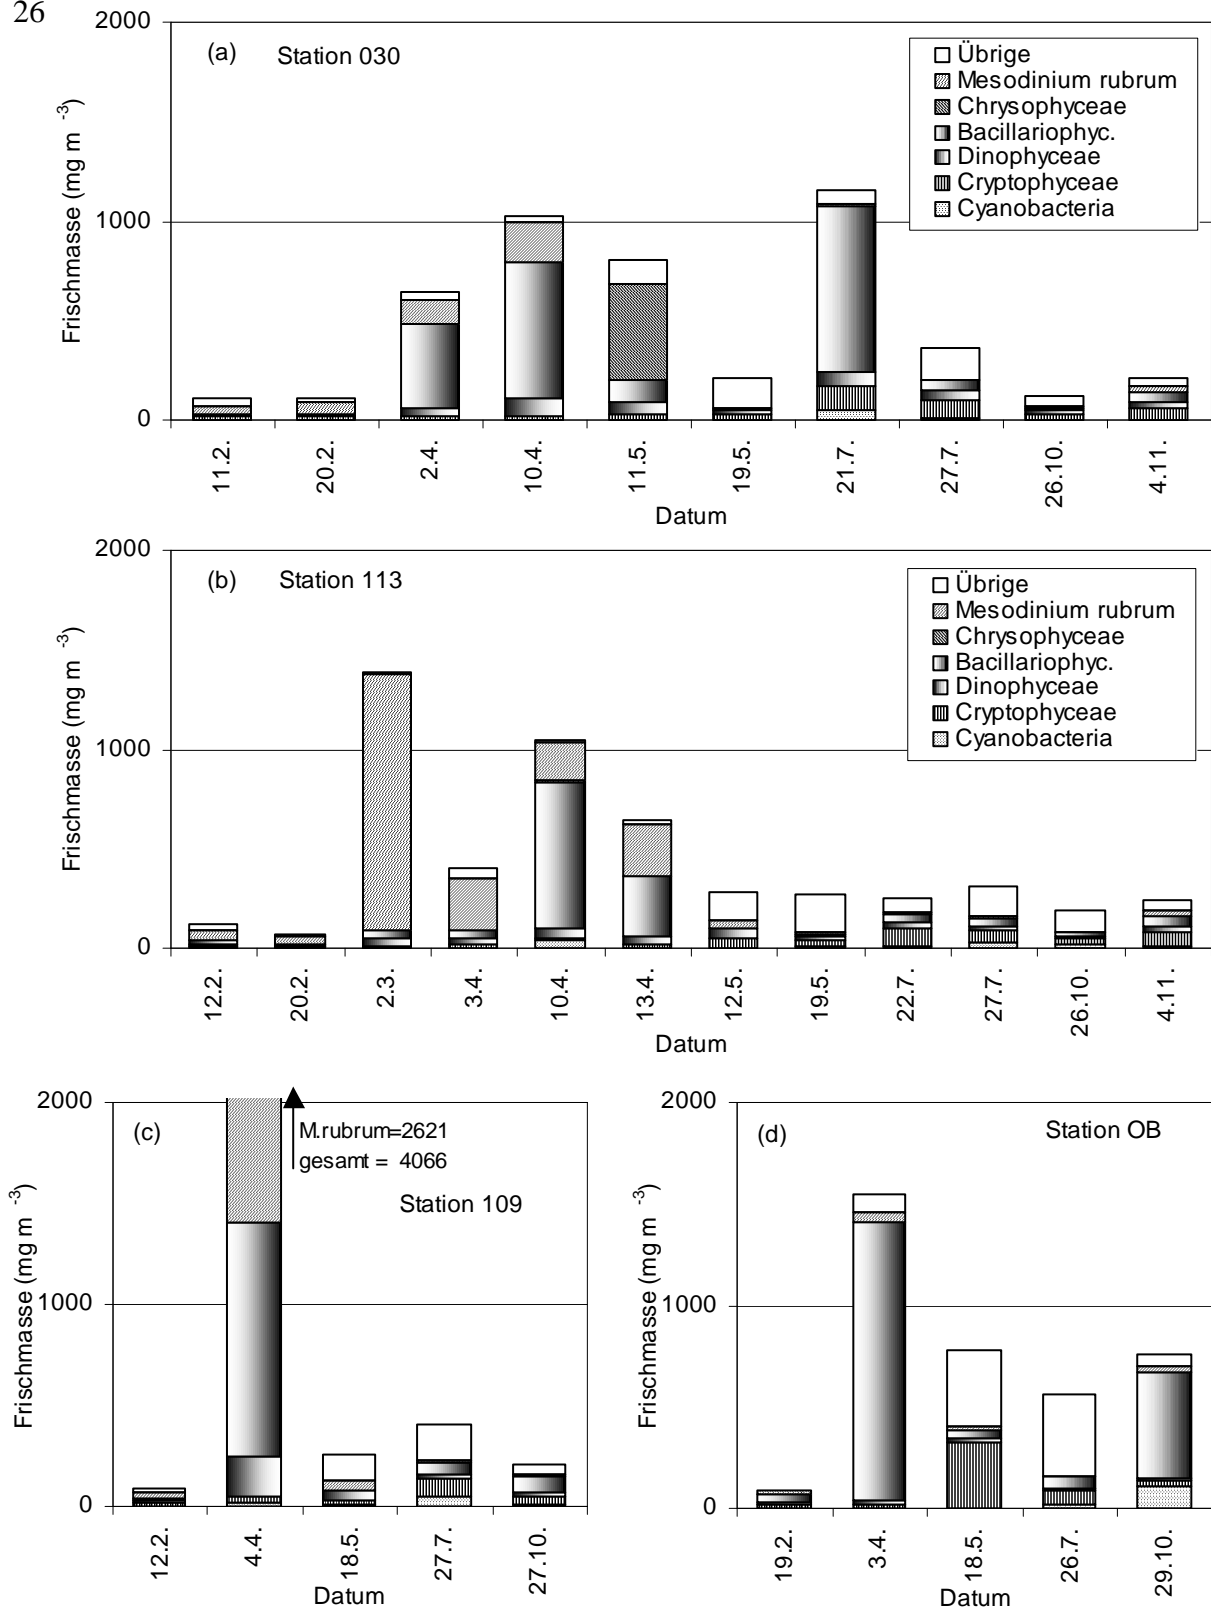 26
2000
(a) Station 030
Übrige
Mesodinium rubrum
Chrysophyceae
Bacillariophyc.
Dinophyceae
Cryptophyceae
Cyanobacteria
Frischmasse (mg m -3)
1000
0
11.2. 20.2. 2.4. 10.4. 11.5. 19.5. 21.7. 27.7. 26.10. 4.11.
Datum
2000
(b) Station 113
Übrige
Mesodinium rubrum
Chrysophyceae
Bacillariophyc.
Dinophyceae
Cryptophyceae
Cyanobacteria
Frischmasse (mg m -3)
1000
0
12.2. 20.2. 2.3. 3.4. 10.4. 13.4. 12.5. 19.5. 22.7. 27.7. 26.10. 4.11.
Datum
2000
(c)
M.rubrum=2621
gesamt = 4066
Station 109
Frischmasse (mg m -3)
1000
0
12.2. 4.4. 18.5. 27.7. 27.10.
Datum
2000
(d) Station OB
Frischmasse (mg m -3)
1000
0
19.2. 3.4. 18.5. 26.7. 29.10.
Datum